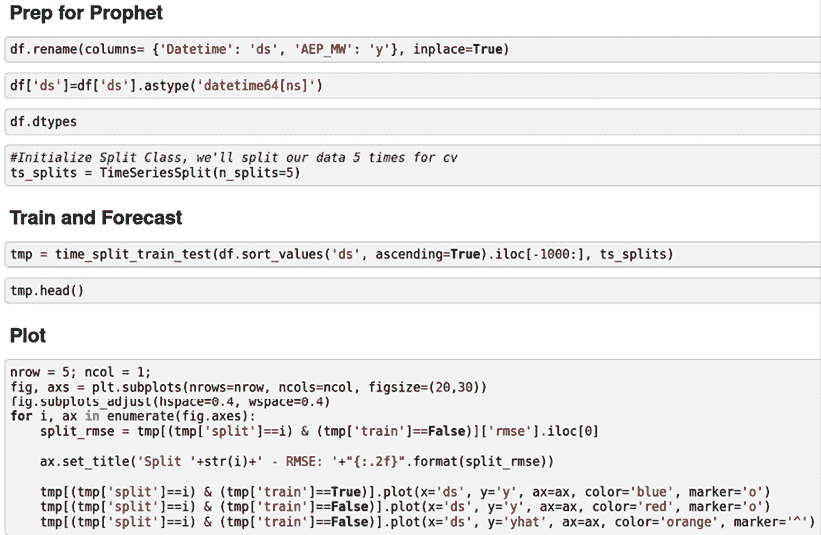 Prep for Prophet
df.rename(columns= {'Datetime': 'ds', 'AEP_MW': 'y'}, inplace=True)
df['ds']=df['ds'].astype('datetime64[ns]')
df.dtypes
#Initialize Split Class, we'll split our data 5 times for cv
ts_splits = TimeSeriesSplit(n_splits=5)
Train and Forecast
tmp = time_split_train_test(df.sort_values('ds', ascending=True).iloc[-1000:], ts_splits)
tmp.head()
Plot
nrow = 5; ncol = 1;
fig, axs = plt.subplots(nrows=nrow, ncols=ncol, figsize=(20,30))
fig.subplots_adjust(hspace=0.4, wspace=0.4)
for i, ax in enumerate(fig.axes):
    split_rmse = tmp[(tmp['split']==i) & (tmp['train']==False)]['rmse'].iloc[0]
    ax.set_title('Split '+str(i)+' - RMSE: '+"{:.2f}".format(split_rmse))
    tmp[(tmp['split']==i) & (tmp['train']==True)].plot(x='ds', y='y', ax=ax, color='blue', marker='o')
    tmp[(tmp['split']==i) & (tmp['train']==False)].plot(x='ds', y='y', ax=ax, color='red', marker='o')
    tmp[(tmp['split']==i) & (tmp['train']==False)].plot(x='ds', y='yhat', ax=ax, color='orange', marker='^')